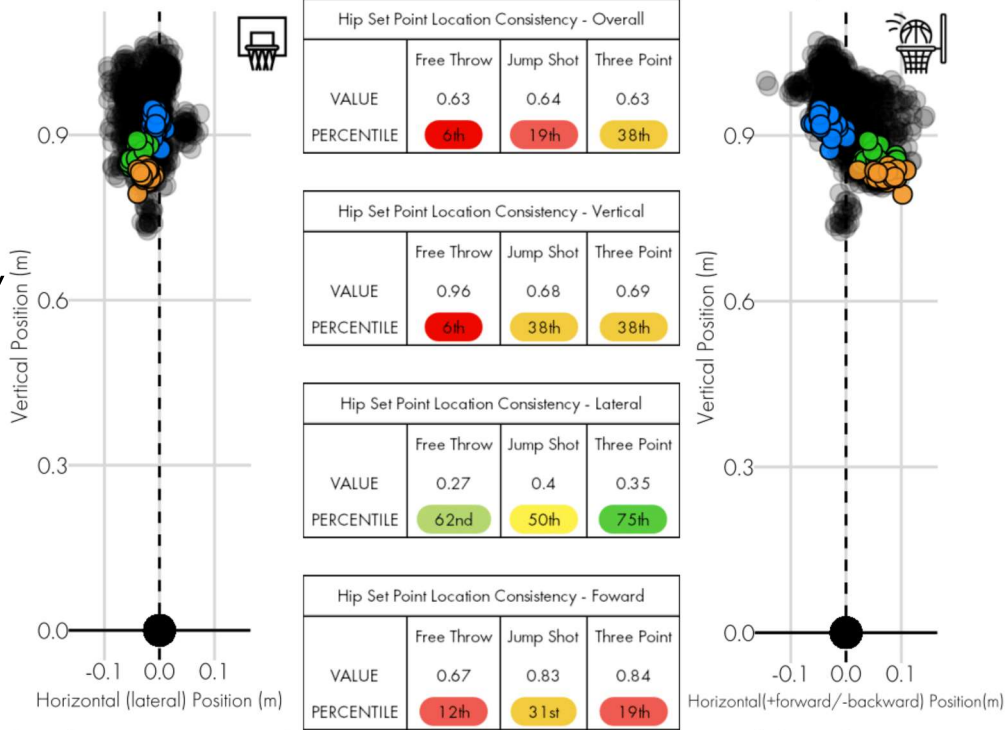 Hip Set Point Location Consistency - Overall
Free Throw Jump Shot Three Point
VALUE 0.63 0.64 0.63
PERCENTILE 6th 19th 38th
Hip Set Point Location Consistency - Vertical
Free Throw Jump Shot Three Point
VALUE 0.96 0.68 0.69
PERCENTILE 6th 38th 38th
Hip Set Point Location Consistency - Lateral
Free Throw Jump Shot Three Point
VALUE 0.27 0.4 0.35
PERCENTILE 62nd 50th 75th
Hip Set Point Location Consistency - Foward
Free Throw Jump Shot Three Point
VALUE 0.67 0.83 0.84
PERCENTILE 12th 31st 19th
Vertical Position (m)
0.9
0.6
0.3
0.0
-0.1 0.0 0.1
Horizontal (lateral) Position (m)
Vertical Position (m)
0.9
0.6
0.3
0.0
-0.1 0.0 0.1
Horizontal(+forward/-backward) Position(m)